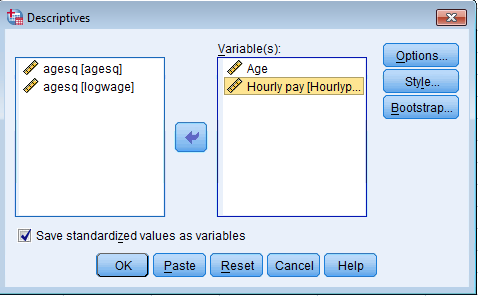 Descriptives
Variable(s):
agesq [agesq]
agesq [logwage]
Age
Hourly pay [Hourlyp...
Options...
Style...
Bootstrap...
Save standardized values as variables
OK
Paste
Reset
Cancel
Help